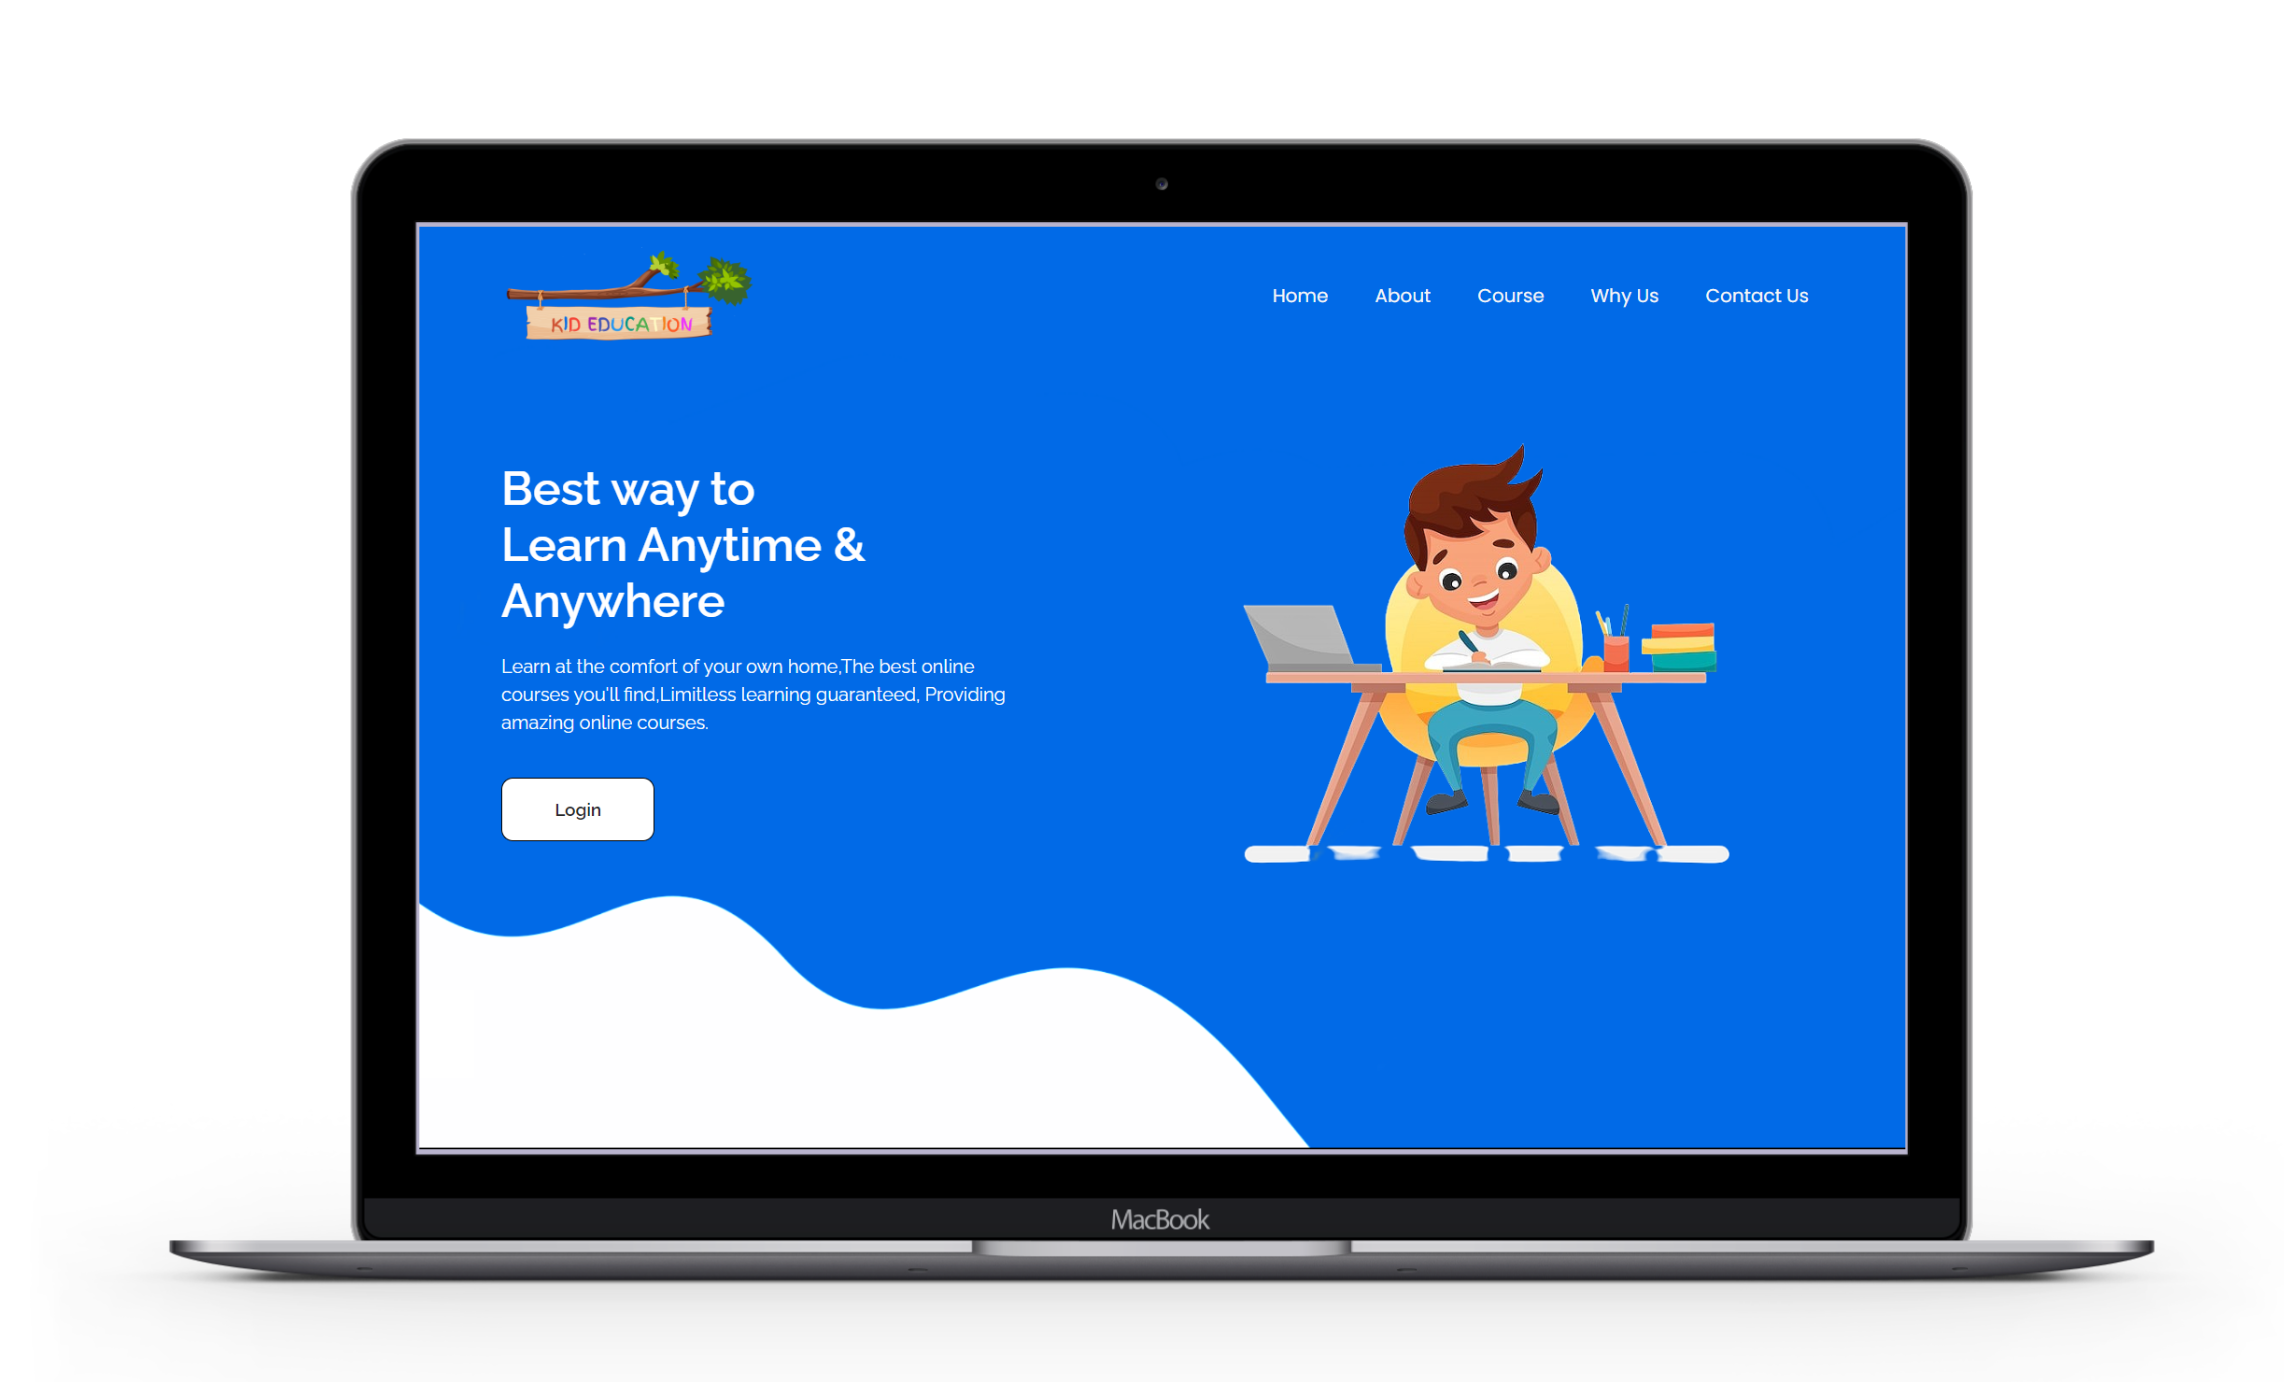 KID EDUCATION
Home About Course Why Us Contact Us
Best way to
Learn Anytime &
Anywhere
Learn at the comfort of your own home,The best online
courses you'll find,Limitless learning guaranteed, Providing
amazing online courses.
Login
MacBook